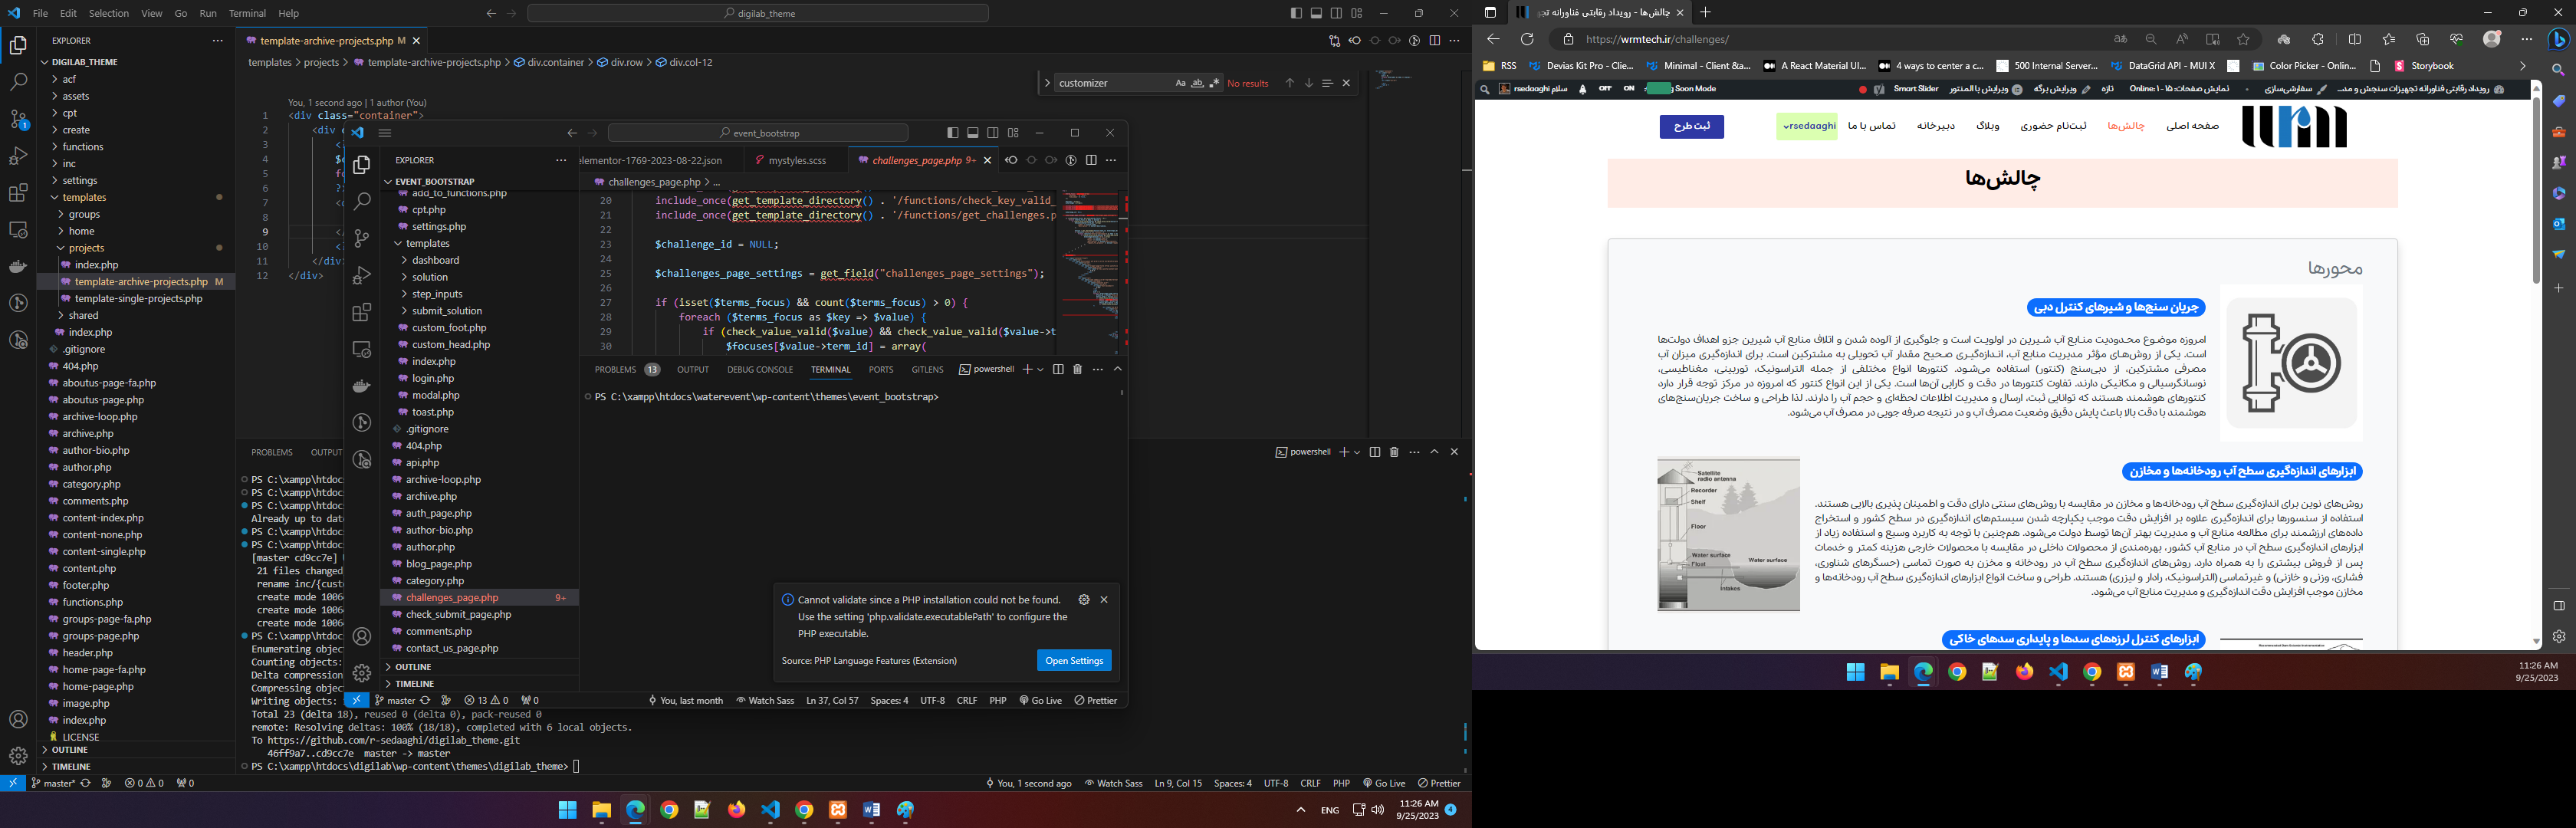 File Edit Selection View Go Run Terminal Help
digilab_theme
EXPLORER
DIGILAB_THEME
acf
assets
cpt
create
functions
inc
settings
templates
groups
home
projects
index.php
template-archive-projects.php M
template-single-projects.php
shared
index.php
.gitignore
404.php
aboutus-page-fa.php
aboutus-page.php
archive-loop.php
archive.php
author-bio.php
author.php
category.php
comments.php
content-index.php
content-none.php
content-single.php
content.php
footer.php
functions.php
groups-page-fa.php
groups-page.php
header.php
home-page-fa.php
home-page.php
image.php
index.php
LICENSE
OUTLINE
TIMELINE
template-archive-projects.php M
templates > projects > template-archive-projects.php > div.container > div.row > div.col-12
customizer
No results
You, 1 second ago | 1 author (You)
1 <div class="container">
2 <div c
3 <
4 $
5 fo
6 ?
7 <
8
9 </
10 <
11 </div
12 </div>
PROBLEMS OUTPUT
powershell
PS C:\xampp\htdocs
PS C:\xampp\htdocs
PS C:\xampp\htdocs
Already up to date
PS C:\xampp\htdocs
PS C:\xampp\htdocs
[master cd9cc7e]
21 files changed
rename inc/{custo
create mode 10064
create mode 10064
create mode 10064
PS C:\xampp\htdocs
Enumerating objec
Counting objects:
Delta compression
Compressing objec
Writing objects:
Total 23 (delta 18), reused 0 (delta 0), pack-reused 0
remote: Resolving deltas: 100% (18/18), completed with 6 local objects.
To https://github.com/r-sedaaghi/digilab_theme.git
46ff9a7..cd9cc7e master -> master
PS C:\xampp\htdocs\digilab\wp-content\themes\digilab_theme>
master* 0 0 0
You, 1 second ago Watch Sass Ln 9, Col 15 Spaces: 4 UTF-8 CRLF PHP Go Live Prettier
event_bootstrap
EXPLORER
EVENT_BOOTSTRAP
add_to_functions.php
cpt.php
settings.php
templates
dashboard
solution
step_inputs
submit_solution
custom_foot.php
custom_head.php
index.php
login.php
modal.php
toast.php
.gitignore
404.php
api.php
archive-loop.php
archive.php
auth_page.php
author-bio.php
author.php
blog_page.php
category.php
challenges_page.php 9+
check_submit_page.php
comments.php
contact_us_page.php
OUTLINE
TIMELINE
elementor-1769-2023-08-22.json mystyles.scss challenges_page.php 9+
challenges_page.php > ...
20 include_once(get_template_directory() . '/functions/check_key_valid_
21 include_once(get_template_directory() . '/functions/get_challenges.p
22
23 $challenge_id = NULL;
24
25 $challenges_page_settings = get_field("challenges_page_settings");
26
27 if (isset($terms_focus) && count($terms_focus) > 0) {
28 foreach ($terms_focus as $key => $value) {
29 if (check_value_valid($value) && check_value_valid($value->t
30 $focuses[$value->term_id] = array(
PROBLEMS 13 OUTPUT DEBUG CONSOLE TERMINAL PORTS GITLENS powershell
PS C:\xampp\htdocs\waterevent\wp-content\themes\event_bootstrap>
Cannot validate since a PHP installation could not be found.
Use the setting 'php.validate.executablePath' to configure the
PHP executable.
Source: PHP Language Features (Extension)
Open Settings
master 13 0 0
You, last month Watch Sass Ln 37, Col 57 Spaces: 4 UTF-8 CRLF PHP Go Live Prettier
ENG
11:26 AM
9/25/2023
4
چالش‌ها - رویداد رقابتی فناورانه تجه
https://wrmtech.ir/challenges/
RSS Devias Kit Pro - Clie... Minimal - Client &a... A React Material UI... 4 ways to center a c... 500 Internal Server... DataGrid API - MUI X Color Picker - Onlin... Storybook
رویداد رقابتی فناورانه تجهیزات سنجش و مد... سفارشی‌سازی نمایش صفحات: ۱۵ - Online: ۱ تازه ویرایش برگه ویرایش با المنتور Smart Slider
g Soon Mode ON OFF سلام rsedaaghi
صفحه اصلی چالش‌ها ثبت‌نام حضوری وبلاگ دبیرخانه تماس با ما rsedaaghi ثبت طرح
چالش‌ها
محورها
جریان سنج‌ها و شیرهای کنترل دبی
امروزه موضوع محدودیت منابع آب شیرین در اولویت است و جلوگیری از آلوده شدن و اتلاف منابع آب شیرین جزو اهداف دولت‌ها
است. یکی از روش‌های مؤثر مدیریت منابع آب، اندازه‌گیری صحیح مقدار آب تحویلی به مشترکین است. برای اندازه‌گیری میزان آب
مصرفی مشترکین، از دبی‌سنج (کنتور) استفاده می‌شود. کنتورها انواع مختلفی از جمله التراسونیک، توربینی، مغناطیسی،
نوسانگرسیالی و مکانیکی دارند. تفاوت کنتورها در دقت و کارایی آن‌ها است. یکی از این انواع کنتور که امروزه در مرکز توجه قرار دارد
کنتورهای هوشمند هستند که توانایی ثبت، ارسال و مدیریت اطلاعات لحظه‌ای و حجم آب را دارند. لذا طراحی و ساخت جریان‌سنج‌های
هوشمند با دقت بالا باعث پایش دقیق وضعیت مصرف آب و در نتیجه صرفه جویی در مصرف آب می‌شود.
ابزارهای اندازه‌گیری سطح آب رودخانه‌ها و مخازن
روش‌های نوین برای اندازه‌گیری سطح آب رودخانه‌ها و مخازن در مقایسه با روش‌های سنتی دارای دقت و اطمینان پذیری بالایی هستند.
استفاده از سنسورها برای اندازه‌گیری علاوه بر افزایش دقت موجب یکپارچه شدن سیستم‌های اندازه‌گیری در سطح کشور و استخراج
داده‌های ارزشمند برای مطالعه منابع آب و مدیریت بهتر آن‌ها توسط دولت می‌شود. هم‌چنین با توجه به کاربرد وسیع و استفاده زیاد از
ابزارهای اندازه‌گیری سطح آب در منابع آب کشور، بهره‌مندی از محصولات داخلی در مقایسه با محصولات خارجی هزینه کمتر و خدمات
پس از فروش بیشتری را به همراه دارد. روش‌های اندازه‌گیری سطح آب در رودخانه و مخزن به صورت تماسی (حسگرهای شناوری،
فشاری، وزنی و خازنی) و غیرتماسی (التراسونیک، رادار و لیزری) هستند. طراحی و ساخت انواع ابزارهای اندازه‌گیری سطح آب رودخانه‌ها و
مخازن موجب افزایش دقت اندازه‌گیری و مدیریت منابع آب می‌شود.
Satellite
radio antenna
Recorder
Shelf
Floor
Water surface
Water surface
Float
Intakes
ابزارهای کنترل لرزه‌های سدها و پایداری سدهای خاکی
11:26 AM
9/25/2023